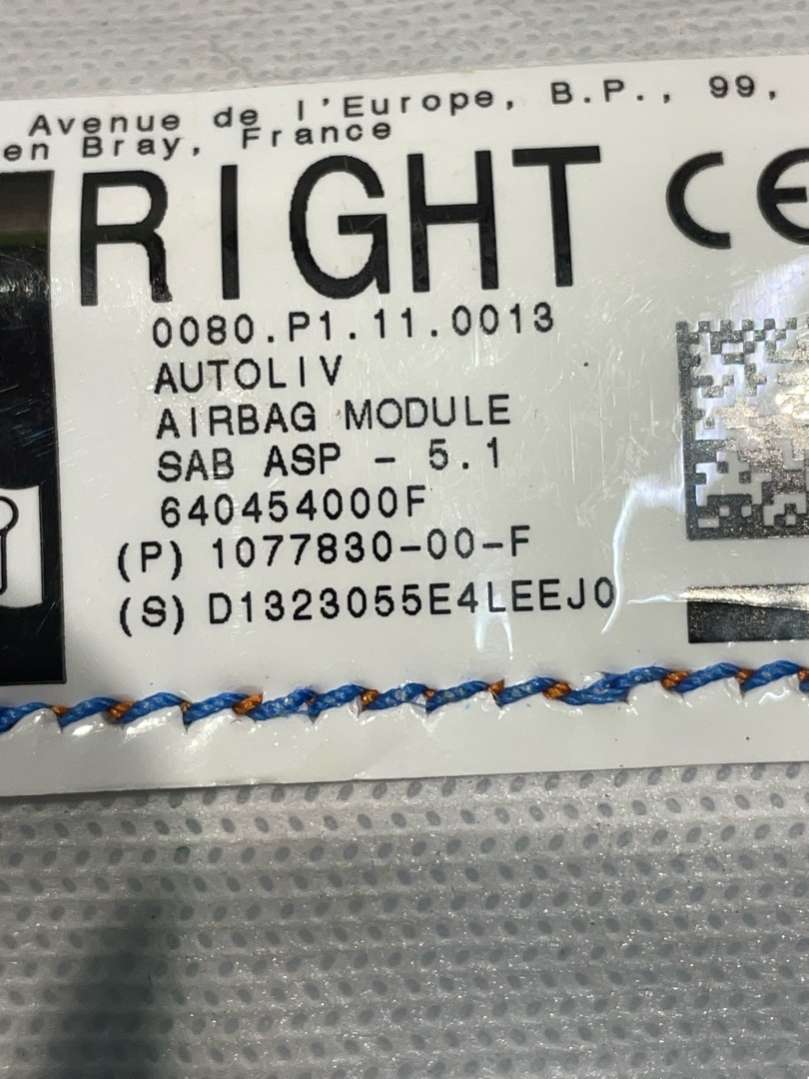 Avenue de l'Europe, B.P., 99,
en Bray, France
RIGHT CE
0080.P1.11.0013
AUTOLIV
AIRBAG MODULE
SAB ASP - 5.1
640454000F
(P) 1077830-00-F
(S) D1323055E4LEEJ0